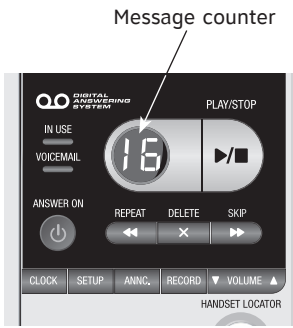 Message counter
DIGITAL
ANSWERING
SYSTEM
PLAY/STOP
IN USE
VOICEMAIL
16
ANSWER ON
REPEAT DELETE SKIP
CLOCK SETUP ANNC. RECORD VOLUME
HANDSET LOCATOR